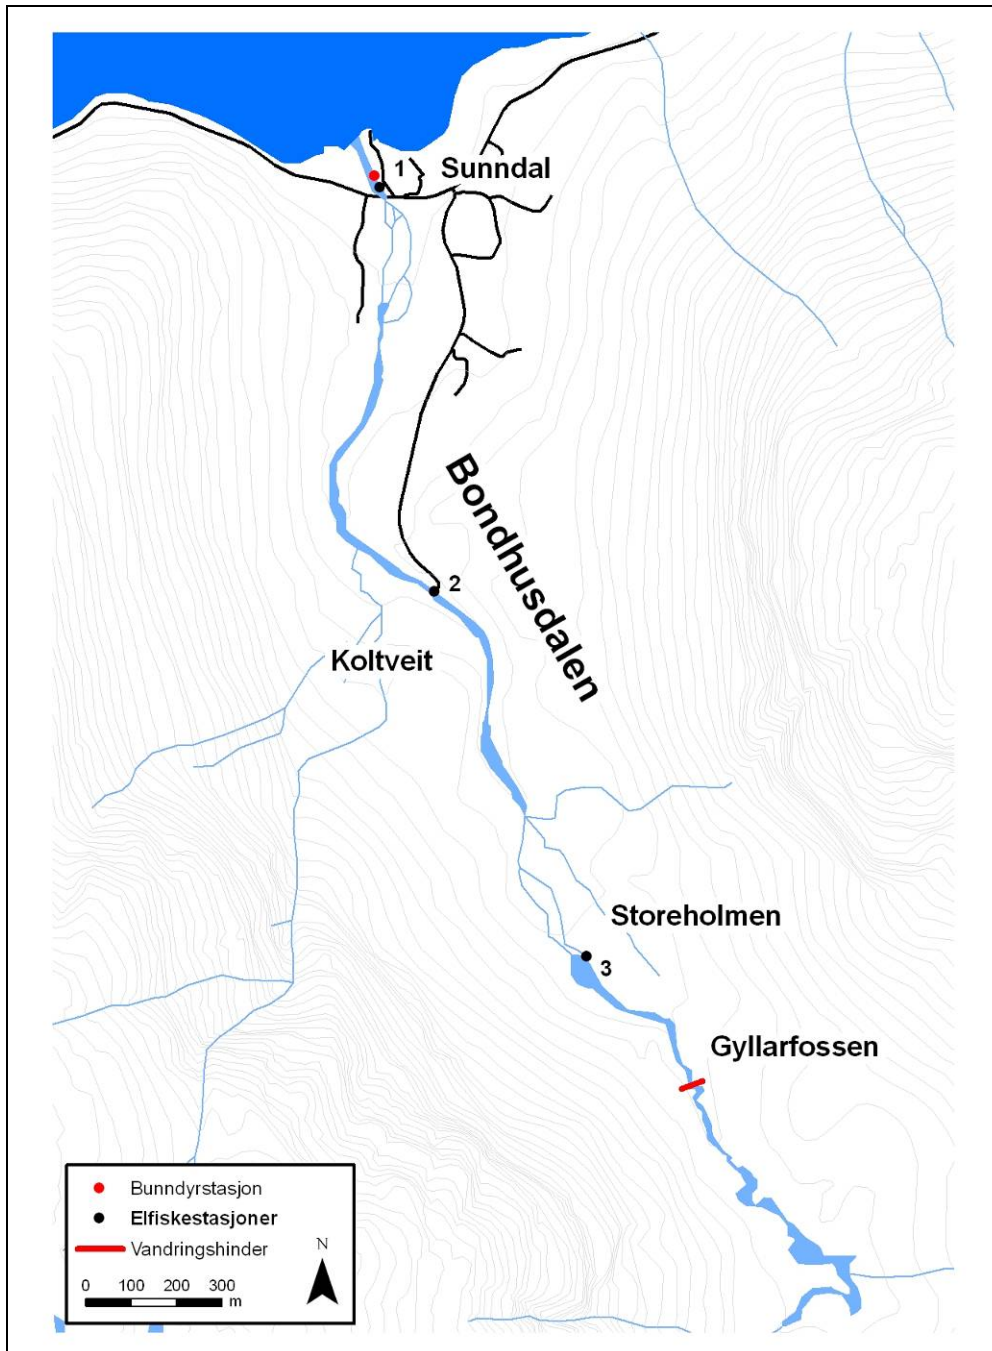 1
Sunndal
Bondhusdalen
2
Koltveit
Storeholmen
3
Gyllarfossen
Bunndyrstasjon
Elfiskestasjoner
Vandringshinder
N
0 100 200 300
m